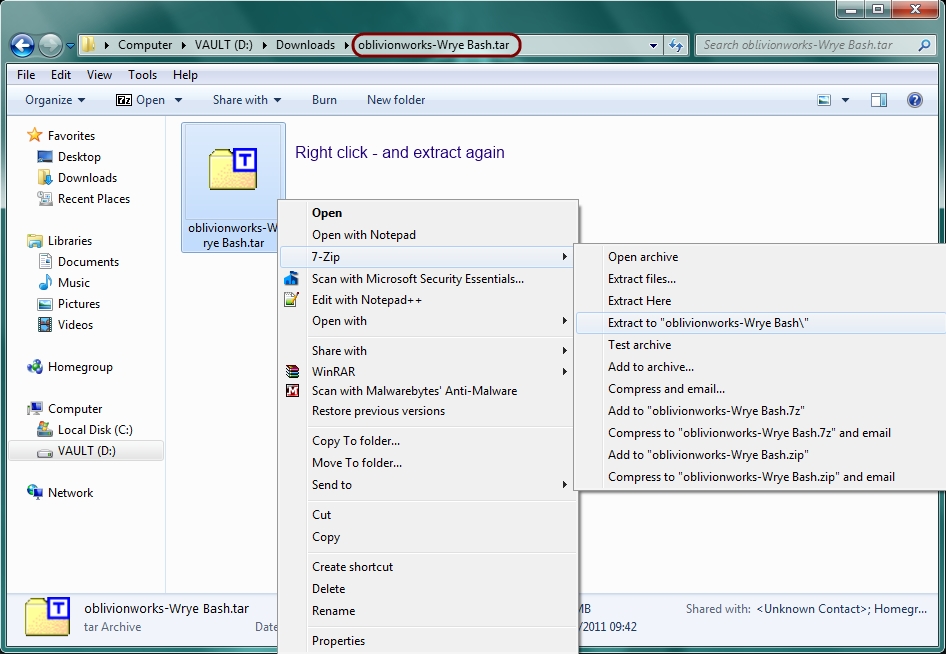 Computer ▸ VAULT (D:) ▸ Downloads ▸ oblivionworks-Wrye Bash.tar
Search oblivionworks-Wrye Bash.tar
File Edit View Tools Help
Organize 7z Open Share with Burn New folder
Favorites
Desktop
Downloads
Recent Places
Libraries
Documents
Music
Pictures
Videos
Homegroup
Computer
Local Disk (C:)
VAULT (D:)
Network
T
oblivionworks-W
rye Bash.tar
Right click - and extract again
Open
Open with Notepad
7-Zip
Scan with Microsoft Security Essentials...
Edit with Notepad++
Open with
Share with
WinRAR
Scan with Malwarebytes' Anti-Malware
Restore previous versions
Copy To folder...
Move To folder...
Send to
Cut
Copy
Create shortcut
Delete
Rename
Properties
Open archive
Extract files...
Extract Here
Extract to "oblivionworks-Wrye Bash\"
Test archive
Add to archive...
Compress and email...
Add to "oblivionworks-Wrye Bash.7z"
Compress to "oblivionworks-Wrye Bash.7z" and email
Add to "oblivionworks-Wrye Bash.zip"
Compress to "oblivionworks-Wrye Bash.zip" and email
T
oblivionworks-Wrye Bash.tar
tar Archive
Date
MB
/2011 09:42
Shared with: <Unknown Contact>; Homegr...